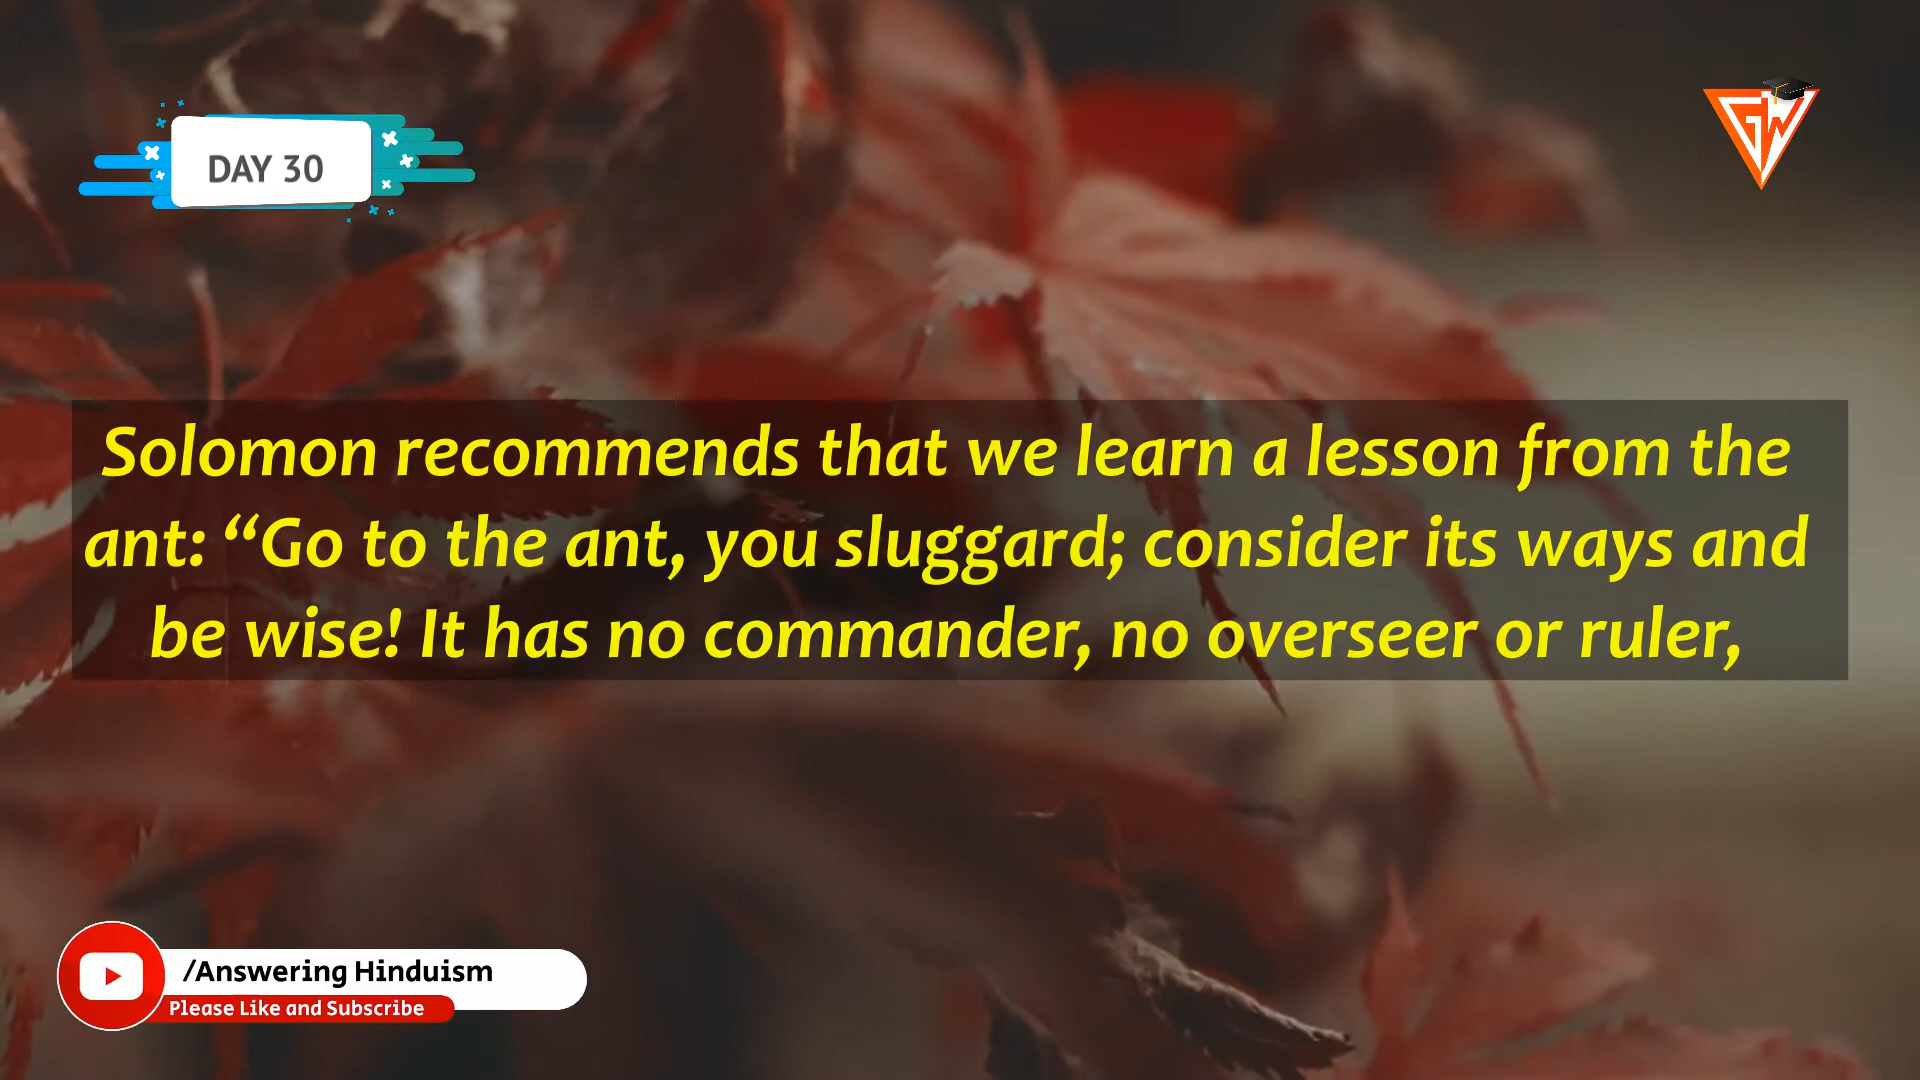 DAY 30
GW
Solomon recommends that we learn a lesson from the
ant: “Go to the ant, you sluggard; consider its ways and
be wise! It has no commander, no overseer or ruler,
/Answering Hinduism
Please Like and Subscribe